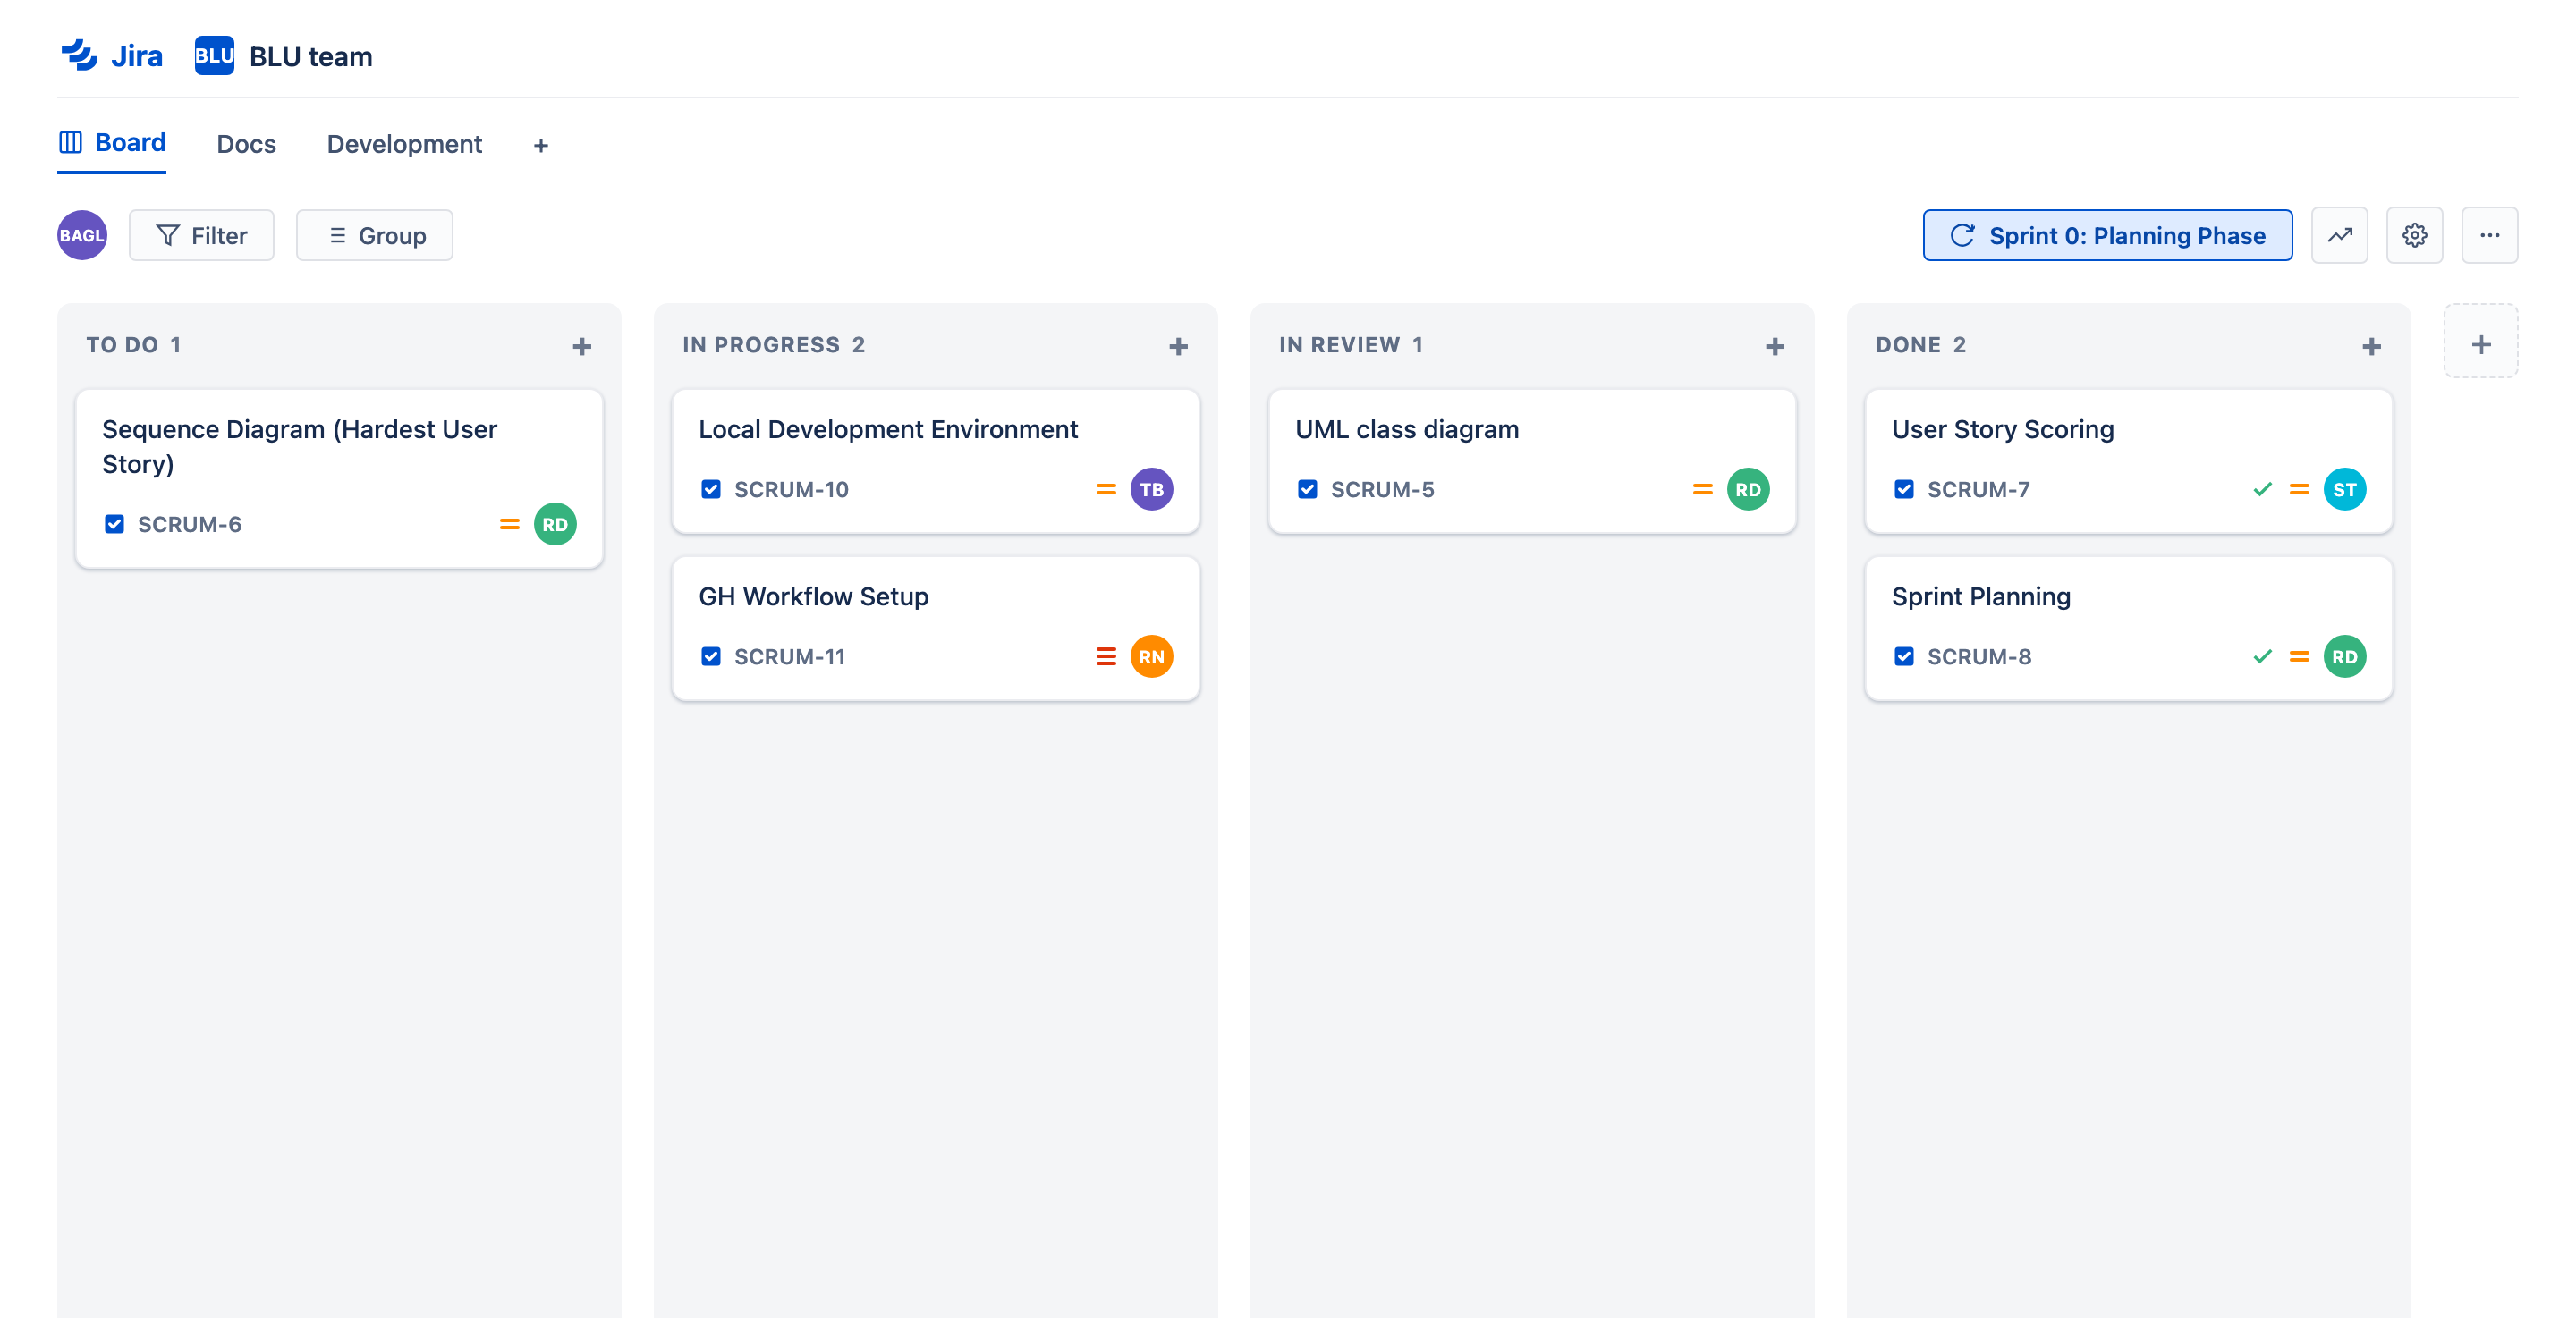 Jira BLU BLU team
Board Docs Development +
BAGL Filter Group Sprint 0: Planning Phase
TO DO 1
Sequence Diagram (Hardest User
Story)
SCRUM-6 RD
IN PROGRESS 2
Local Development Environment
SCRUM-10 TB
GH Workflow Setup
SCRUM-11 RN
IN REVIEW 1
UML class diagram
SCRUM-5 RD
DONE 2
User Story Scoring
SCRUM-7 ST
Sprint Planning
SCRUM-8 RD